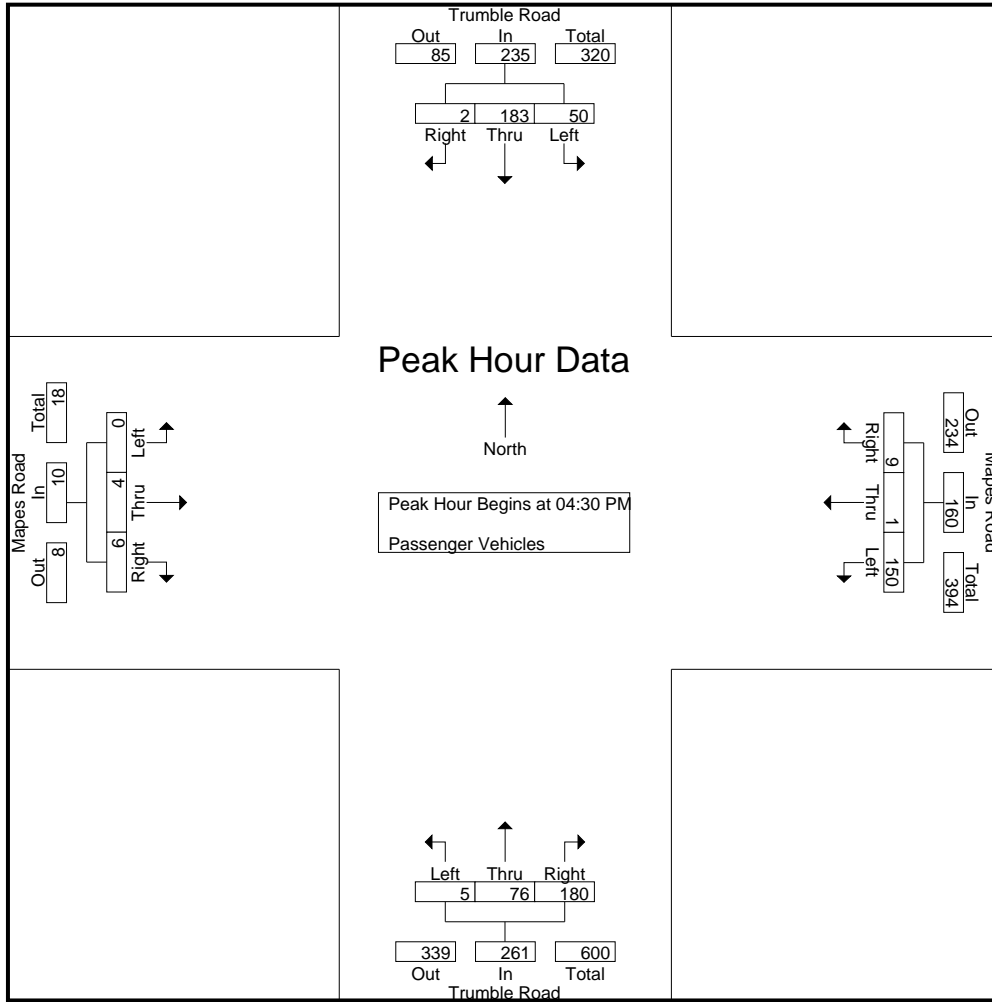 Trumble Road
Out In Total
85 235 320
2 183 50
Right Thru Left
Peak Hour Data
North
Peak Hour Begins at 04:30 PM
Passenger Vehicles
Mapes Road
Out In Total
8 10 18
Left Thru Right
0 4 6
Mapes Road
Out In Total
234 160 394
Right Thru Left
9 1 150
Left Thru Right
5 76 180
339 261 600
Out In Total
Trumble Road